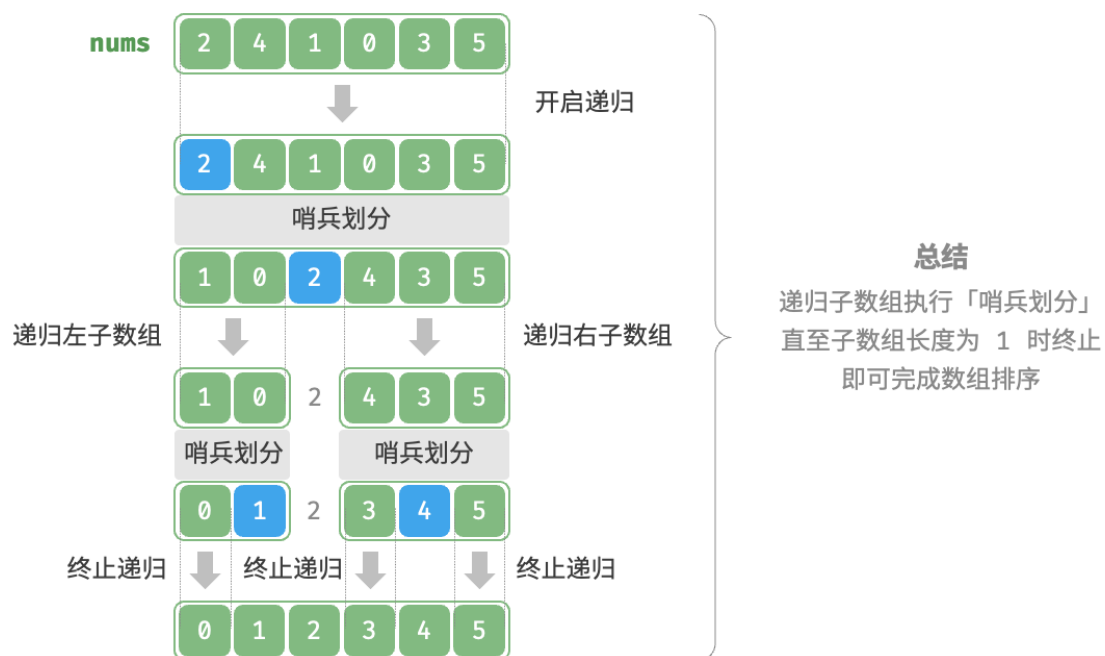 nums 2 4 1 0 3 5
开启递归
2 4 1 0 3 5
哨兵划分
1 0 2 4 3 5
递归左子数组 递归右子数组
1 0 2 4 3 5
哨兵划分 哨兵划分
0 1 2 3 4 5
终止递归 终止递归 终止递归
0 1 2 3 4 5
总结
递归子数组执行「哨兵划分」
直至子数组长度为 1 时终止
即可完成数组排序